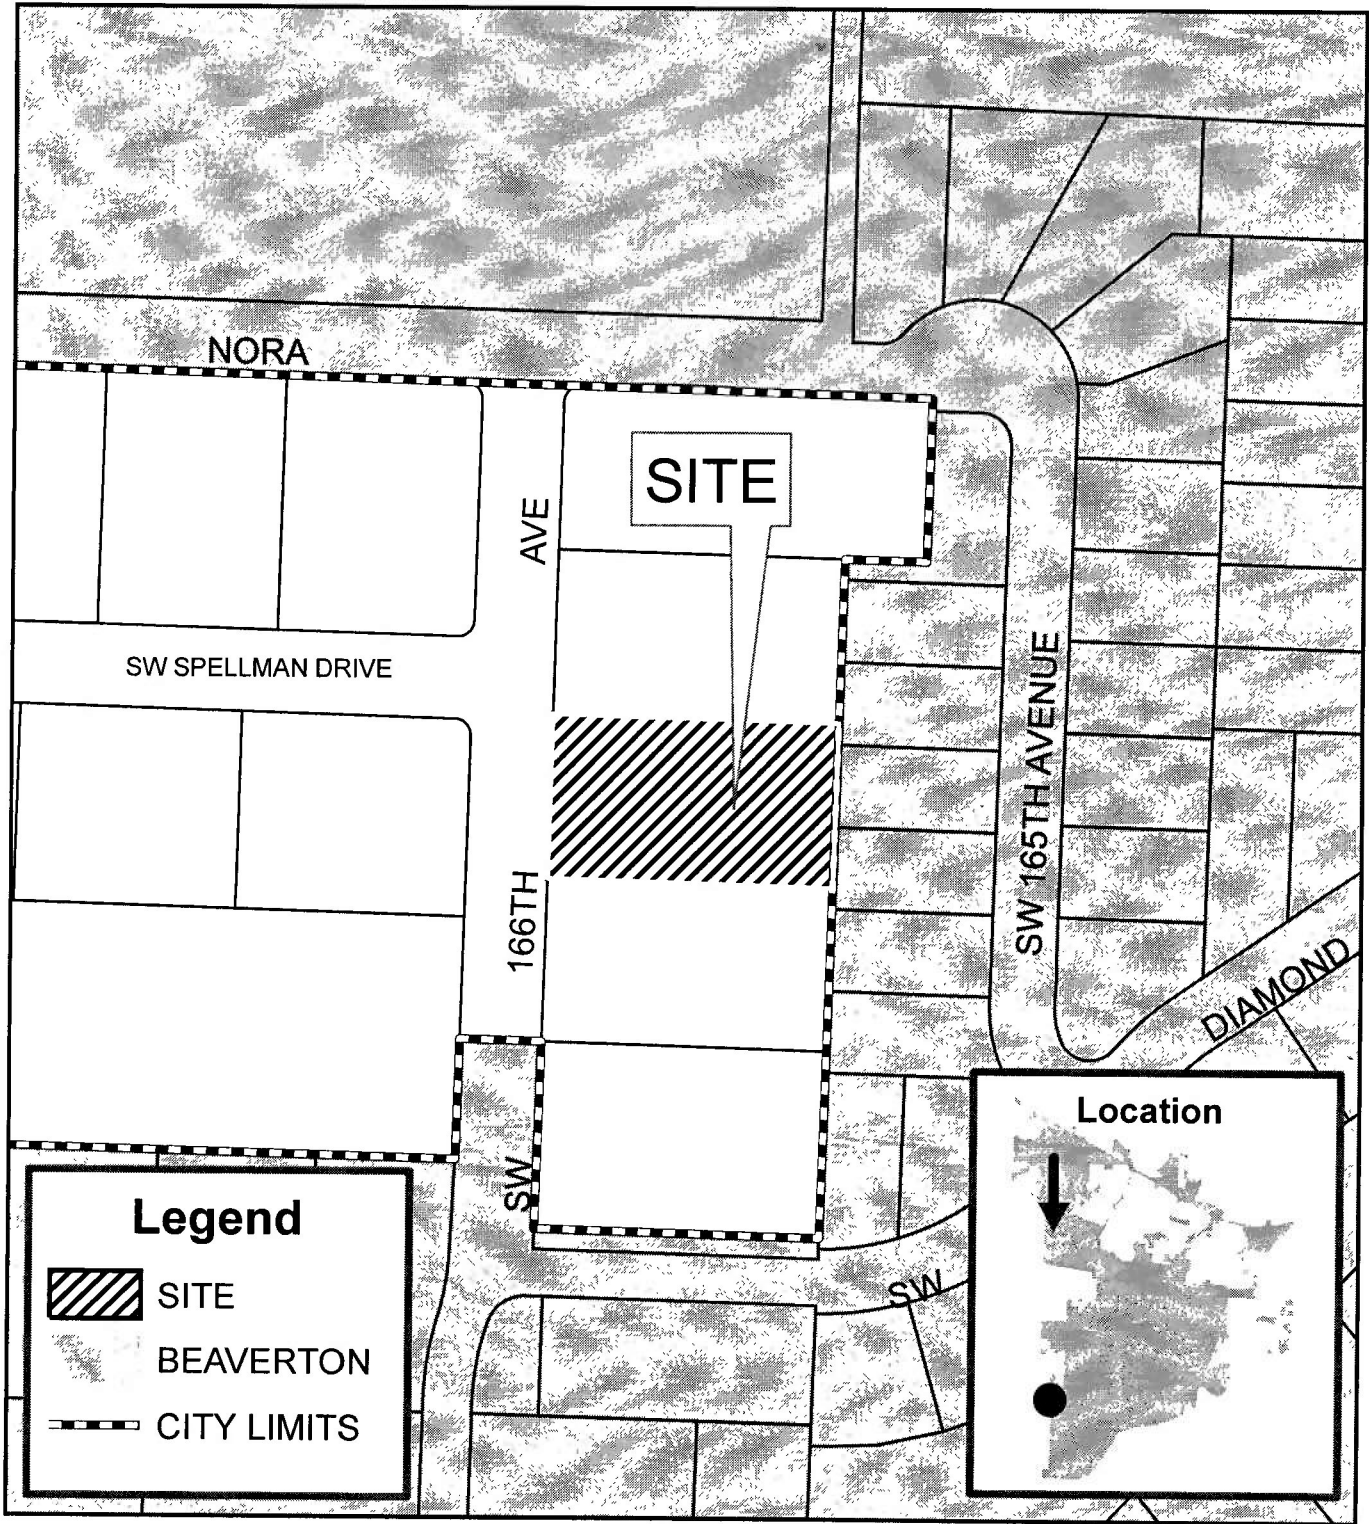 NORA
SITE
AVE
SW SPELLMAN DRIVE
SW 165TH AVENUE
166TH
DIAMOND
Location
SW
SW
Legend
SITE
BEAVERTON
CITY LIMITS